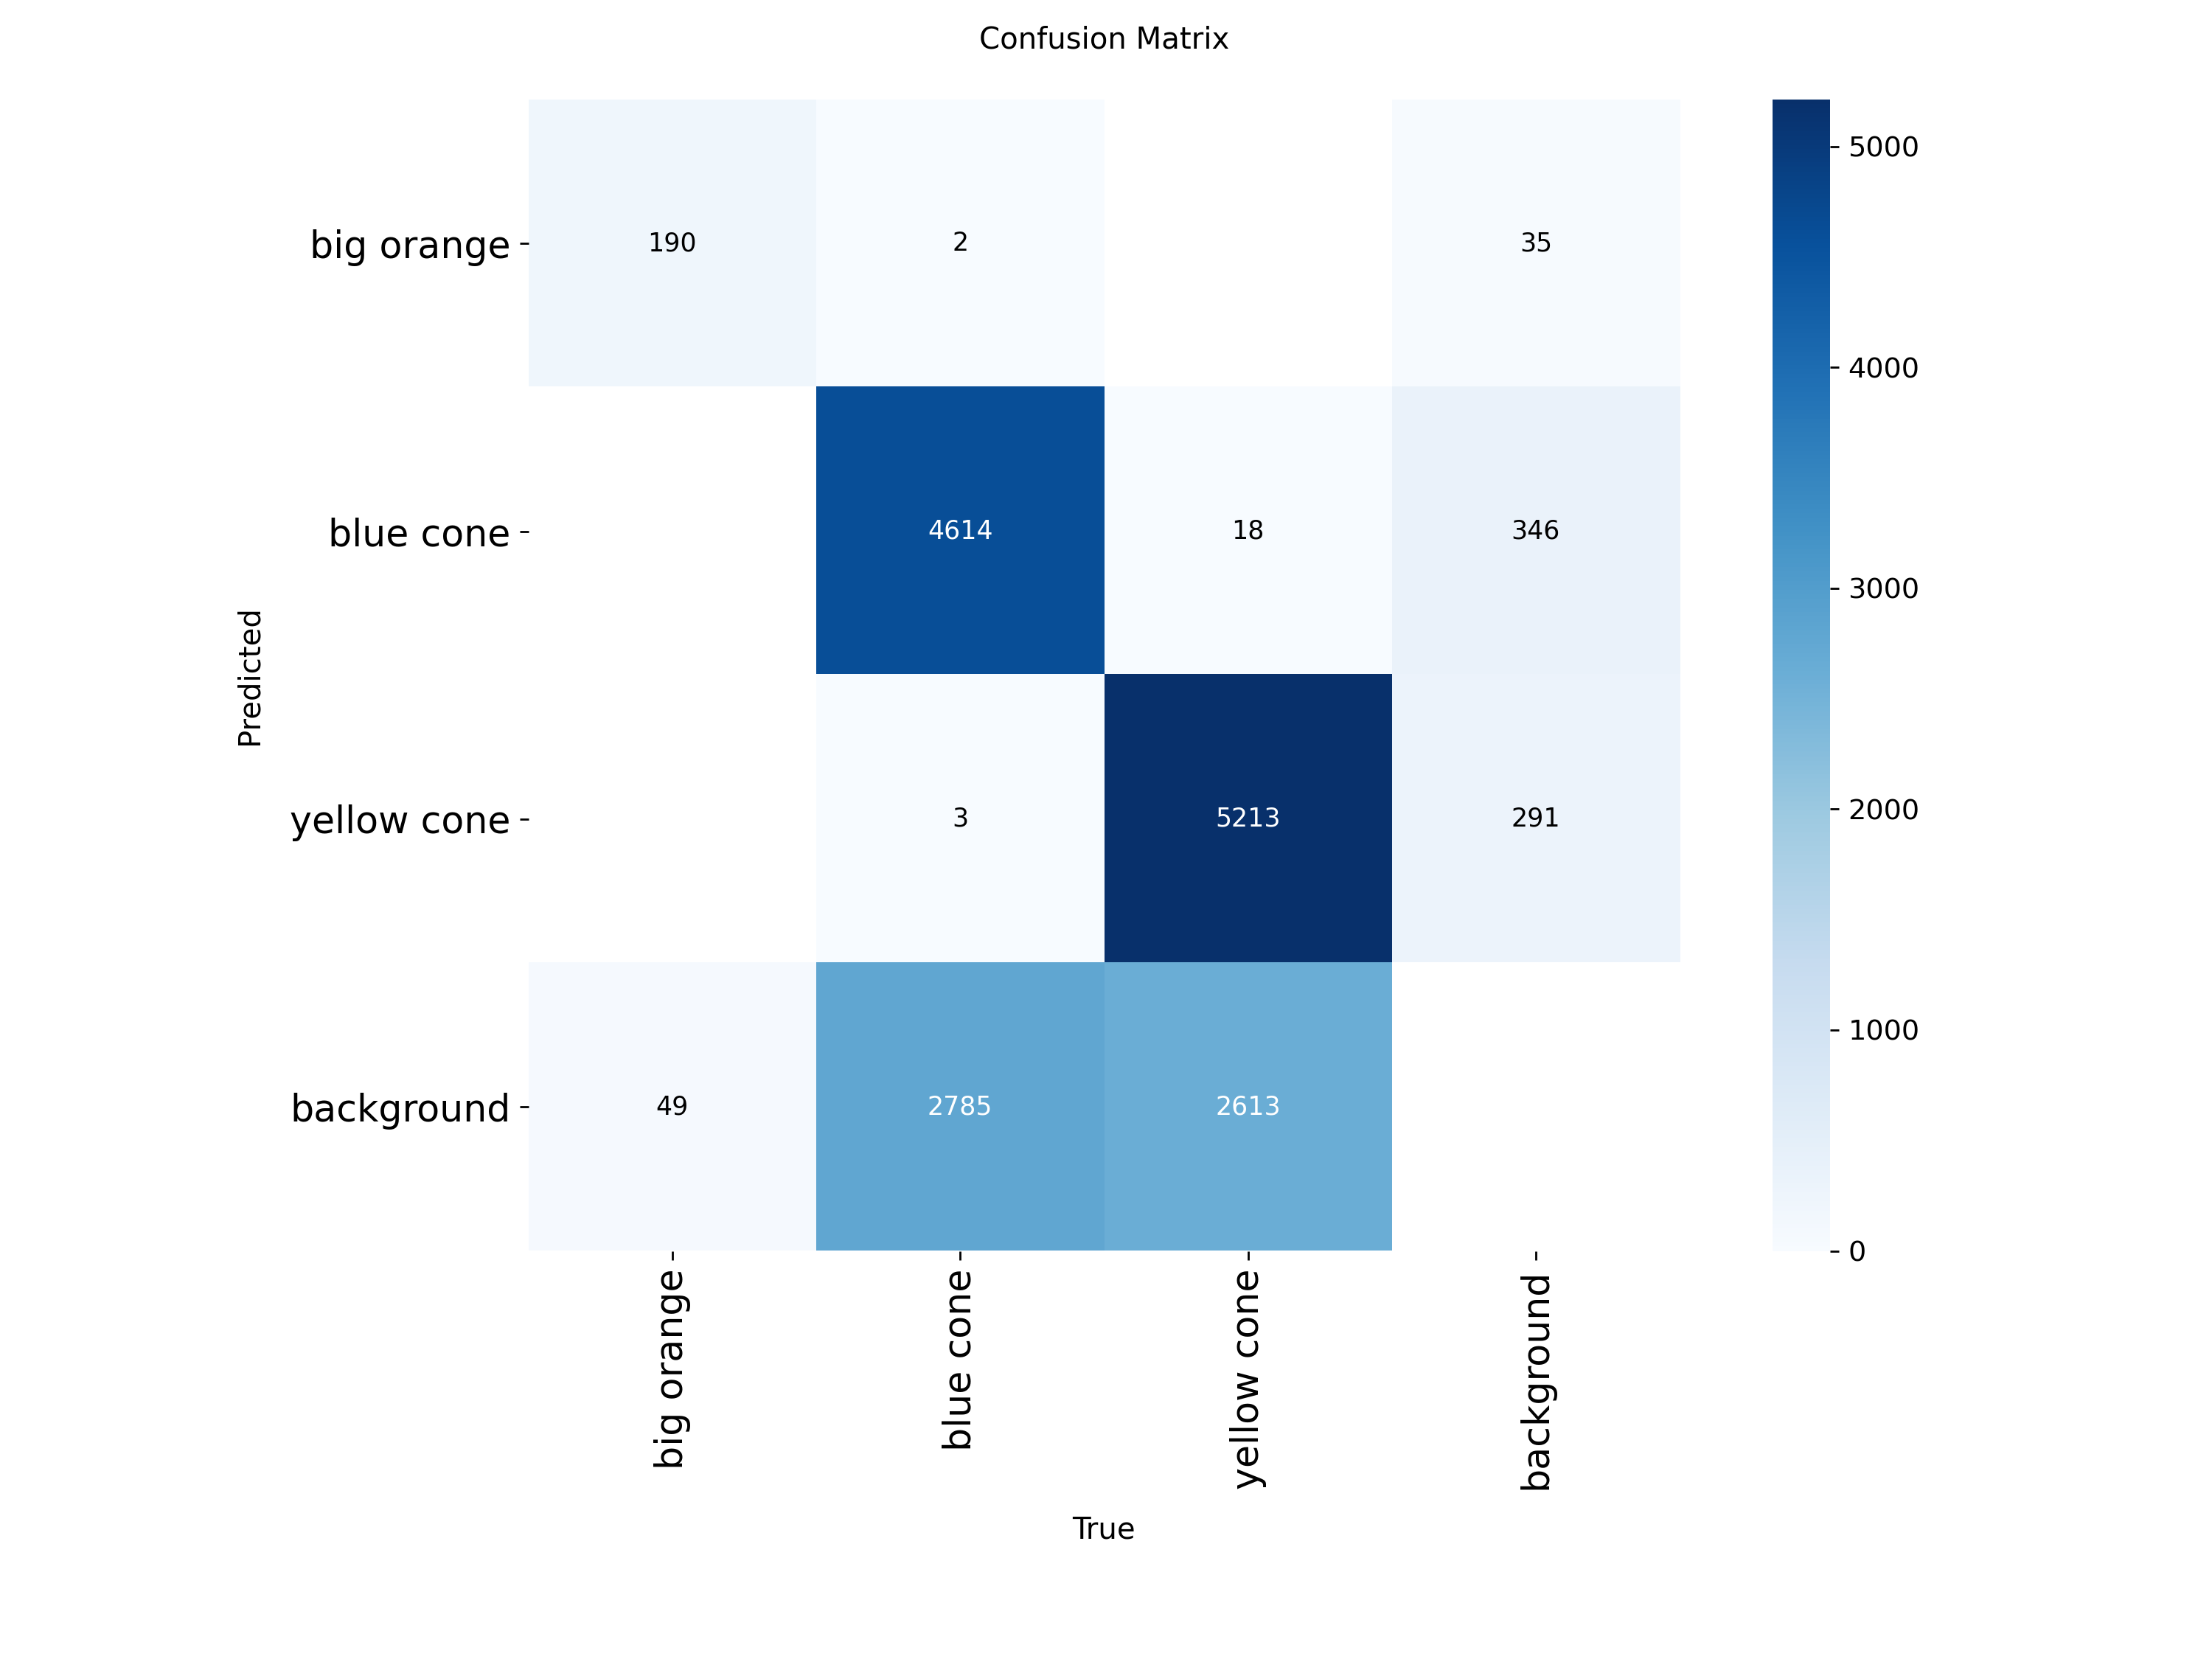 Confusion Matrix
Predicted
big orange
190 2 35
blue cone
4614 18 346
yellow cone
3 5213 291
background
49 2785 2613
big orange
blue cone
yellow cone
background
True
5000
4000
3000
2000
1000
0